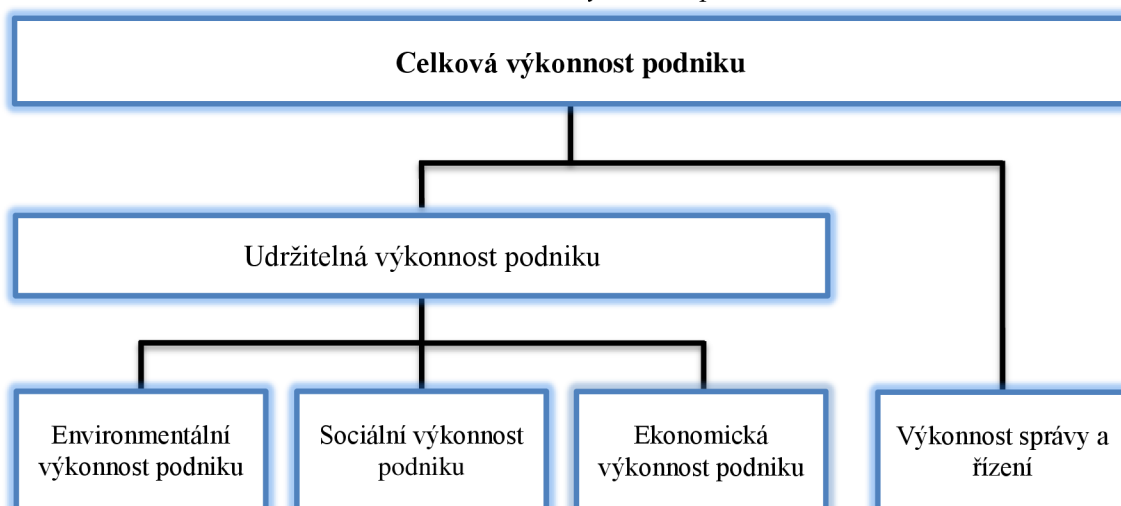 Celková výkonnost podniku
Udržitelná výkonnost podniku
Environmentální
výkonnost podniku
Sociální výkonnost
podniku
Ekonomická
výkonnost podniku
Výkonnost správy a
řízení